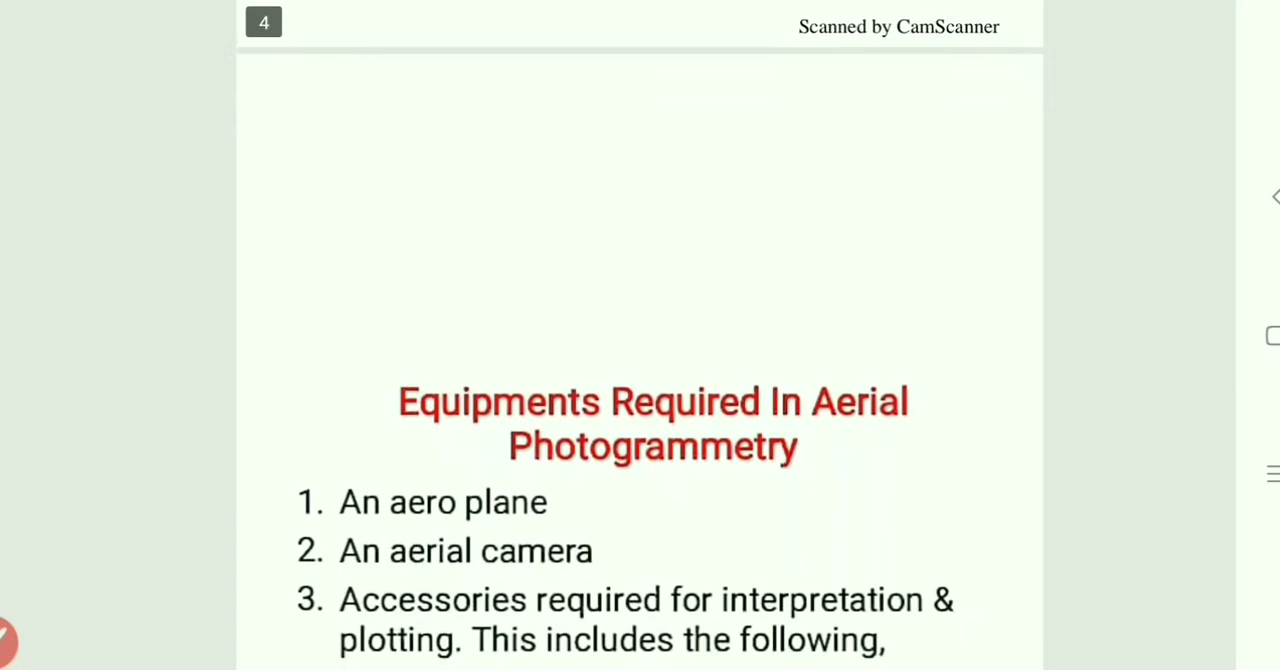 4
Scanned by CamScanner
Equipments Required In Aerial
Photogrammetry
1. An aero plane
2. An aerial camera
3. Accessories required for interpretation &
plotting. This includes the following,